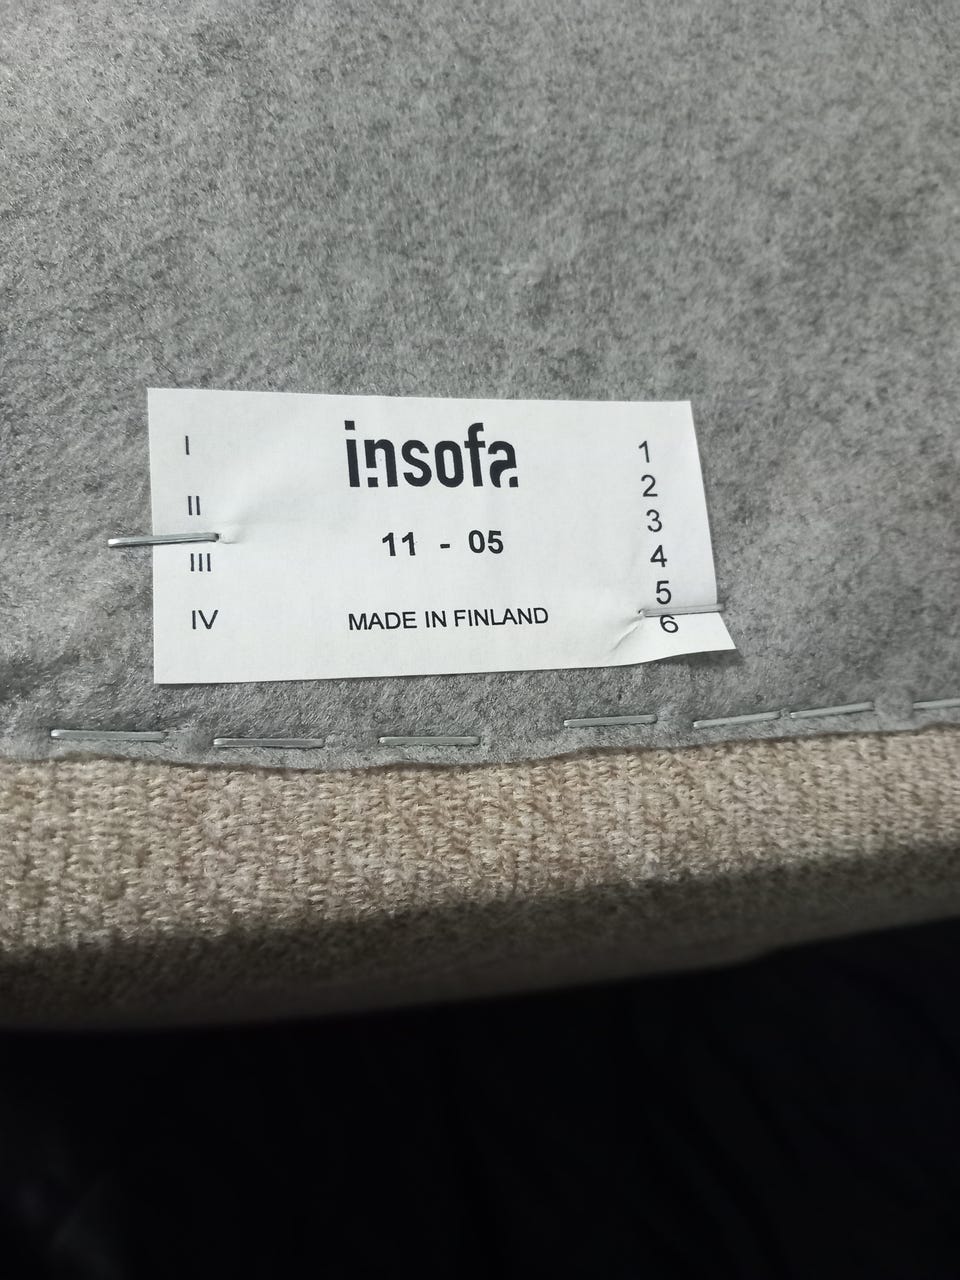 insofa
11 - 05
MADE IN FINLAND
I
II
III
IV
1
2
3
4
5
6